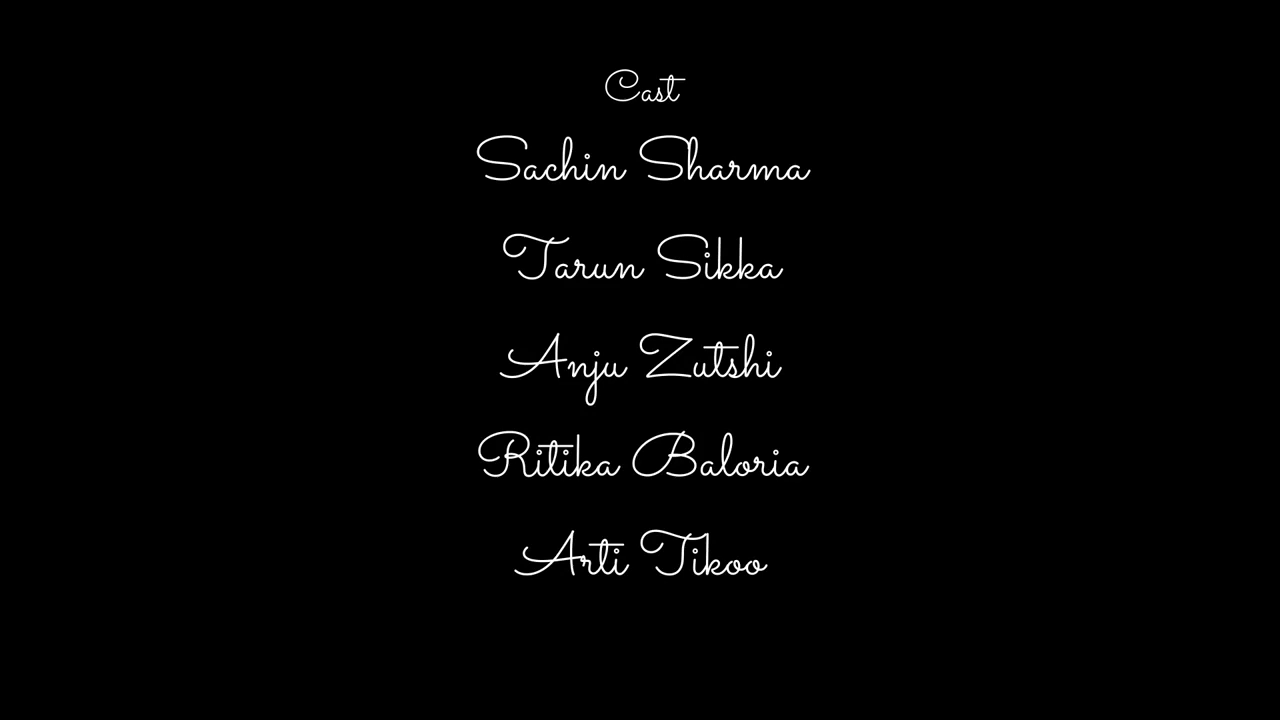 Cast
Sachin Sharma
Tarun Sikka
Anju Zutshi
Ritika Baloria
Arti Tikoo